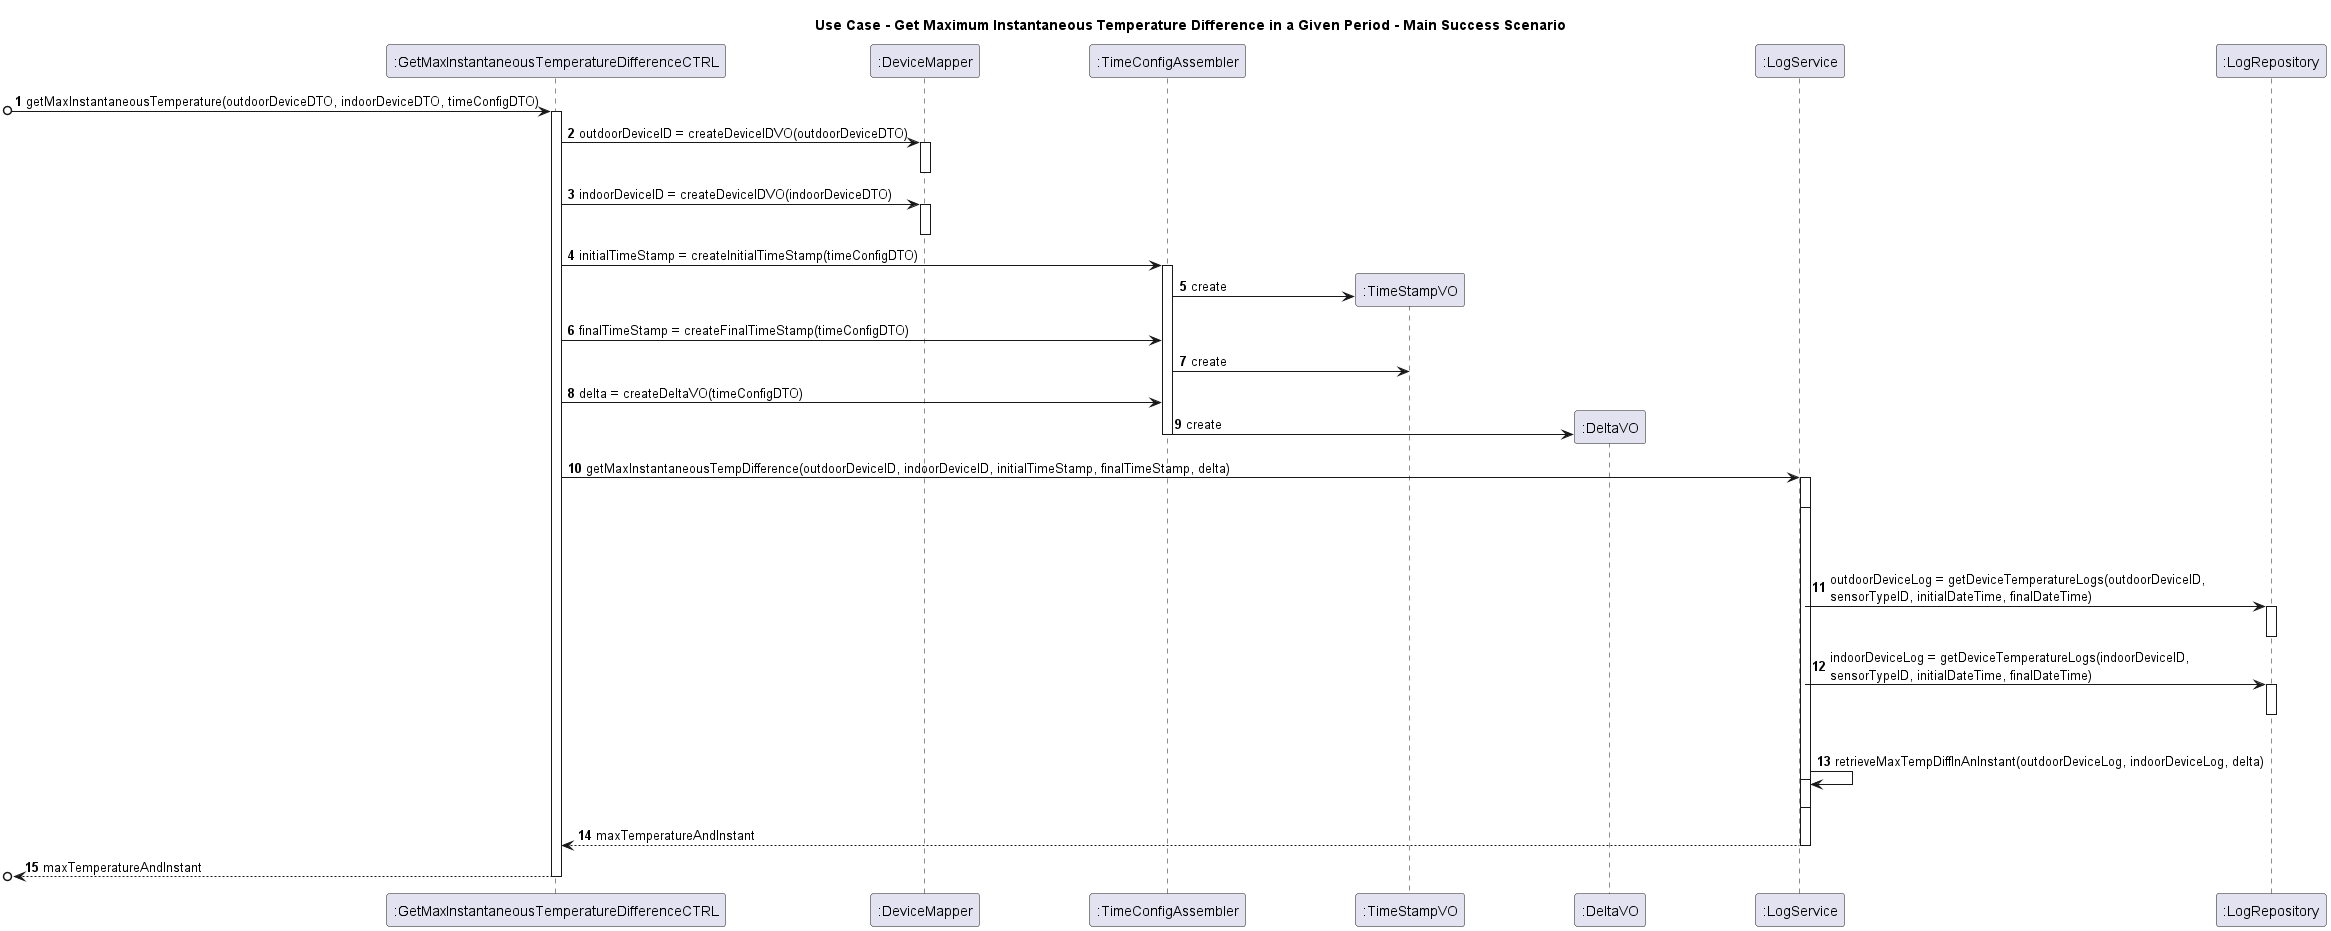 Use Case - Get Maximum Instantaneous Temperature Difference in a Given Period - Main Success Scenario
:GetMaxInstantaneousTemperatureDifferenceCTRL
:DeviceMapper
:TimeConfigAssembler
:LogService
:LogRepository
1 getMaxInstantaneousTemperature(outdoorDeviceDTO, indoorDeviceDTO, timeConfigDTO)
2 outdoorDeviceID = createDeviceIDVO(outdoorDeviceDTO)
3 indoorDeviceID = createDeviceIDVO(indoorDeviceDTO)
4 initialTimeStamp = createInitialTimeStamp(timeConfigDTO)
5 create
:TimeStampVO
6 finalTimeStamp = createFinalTimeStamp(timeConfigDTO)
7 create
8 delta = createDeltaVO(timeConfigDTO)
9 create
:DeltaVO
10 getMaxInstantaneousTempDifference(outdoorDeviceID, indoorDeviceID, initialTimeStamp, finalTimeStamp, delta)
11 outdoorDeviceLog = getDeviceTemperatureLogs(outdoorDeviceID,
sensorTypeID, initialDateTime, finalDateTime)
12 indoorDeviceLog = getDeviceTemperatureLogs(indoorDeviceID,
sensorTypeID, initialDateTime, finalDateTime)
13 retrieveMaxTempDiffInAnInstant(outdoorDeviceLog, indoorDeviceLog, delta)
14 maxTemperatureAndInstant
15 maxTemperatureAndInstant
:GetMaxInstantaneousTemperatureDifferenceCTRL
:DeviceMapper
:TimeConfigAssembler
:TimeStampVO
:DeltaVO
:LogService
:LogRepository